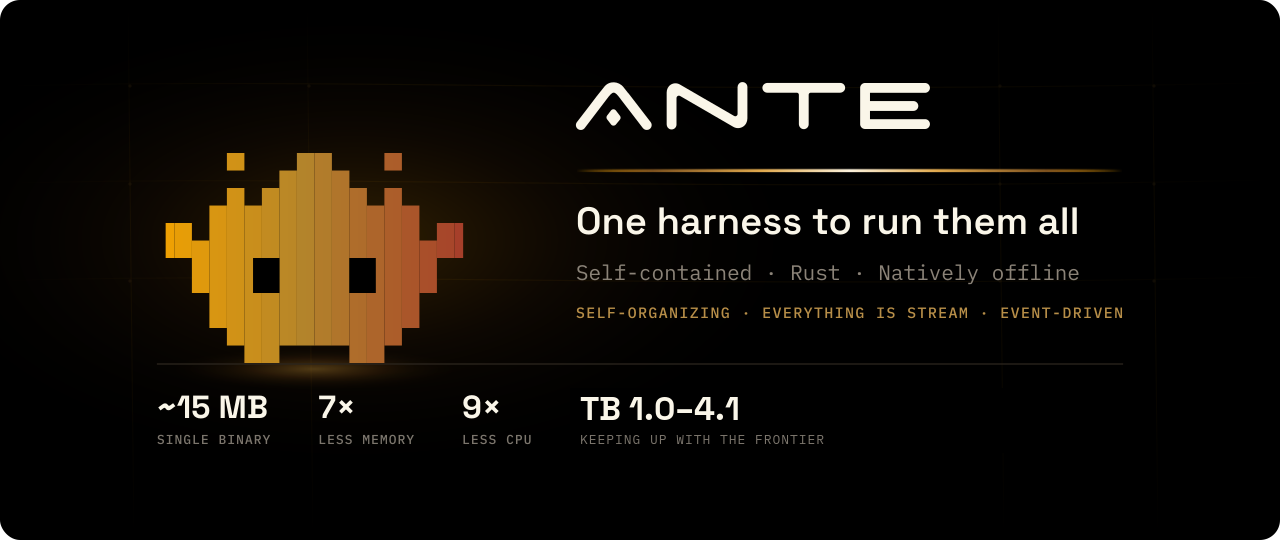 ANTE
One harness to run them all
Self-contained · Rust · Natively offline
SELF-ORGANIZING · EVERYTHING IS STREAM · EVENT-DRIVEN
~15 MB 7× 9× TB 1.0–4.1
SINGLE BINARY LESS MEMORY LESS CPU KEEPING UP WITH THE FRONTIER